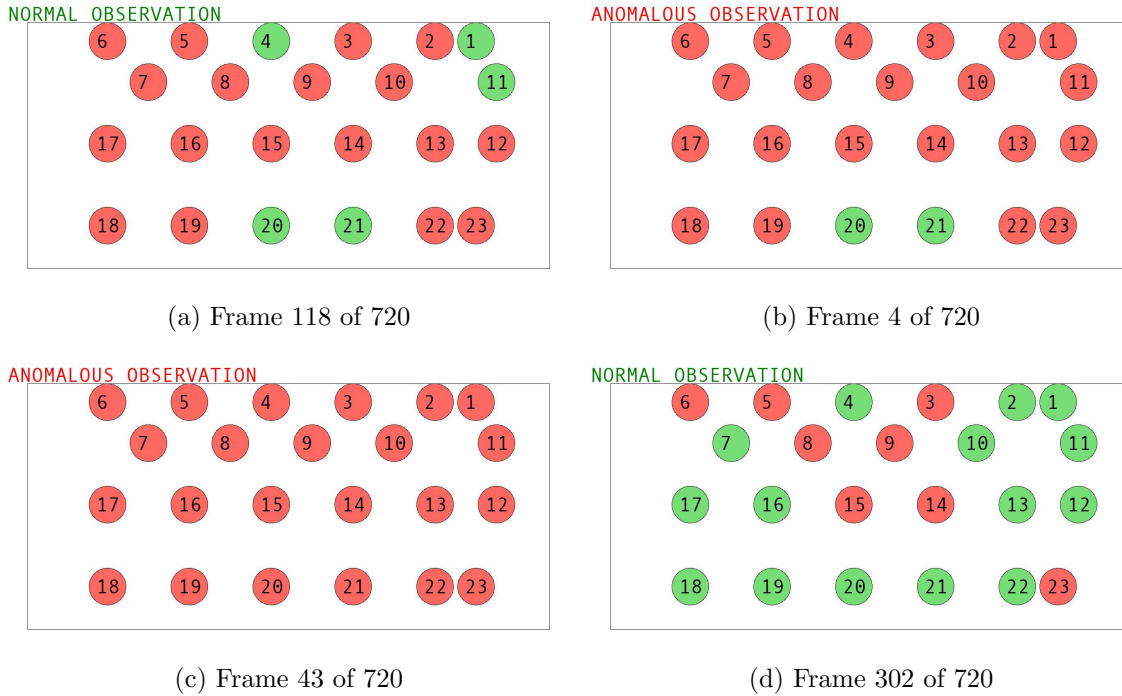 NORMAL OBSERVATION
6 5 4 3 2 1
7 8 9 10 11
17 16 15 14 13 12
18 19 20 21 22 23
(a) Frame 118 of 720
ANOMALOUS OBSERVATION
6 5 4 3 2 1
7 8 9 10 11
17 16 15 14 13 12
18 19 20 21 22 23
(b) Frame 4 of 720
ANOMALOUS OBSERVATION
6 5 4 3 2 1
7 8 9 10 11
17 16 15 14 13 12
18 19 20 21 22 23
(c) Frame 43 of 720
NORMAL OBSERVATION
6 5 4 3 2 1
7 8 9 10 11
17 16 15 14 13 12
18 19 20 21 22 23
(d) Frame 302 of 720